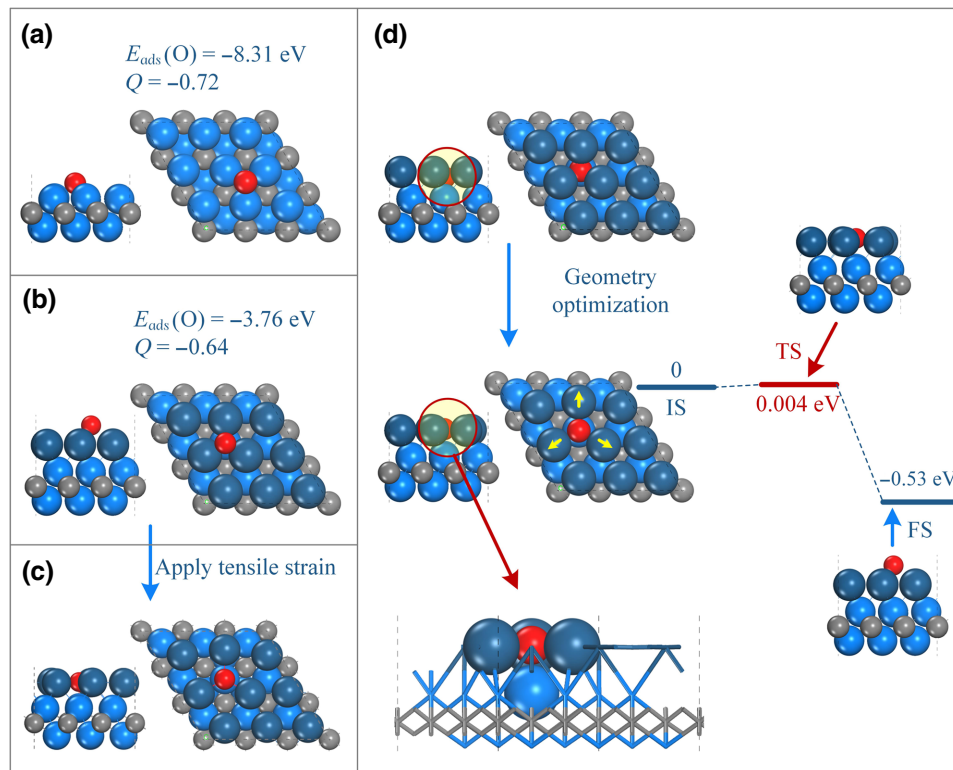 (a)
E_ads(O) = −8.31 eV
Q = −0.72
(b)
E_ads(O) = −3.76 eV
Q = −0.64
Apply tensile strain
(c)
(d)
Geometry
optimization
0
IS
TS
0.004 eV
−0.53 eV
FS